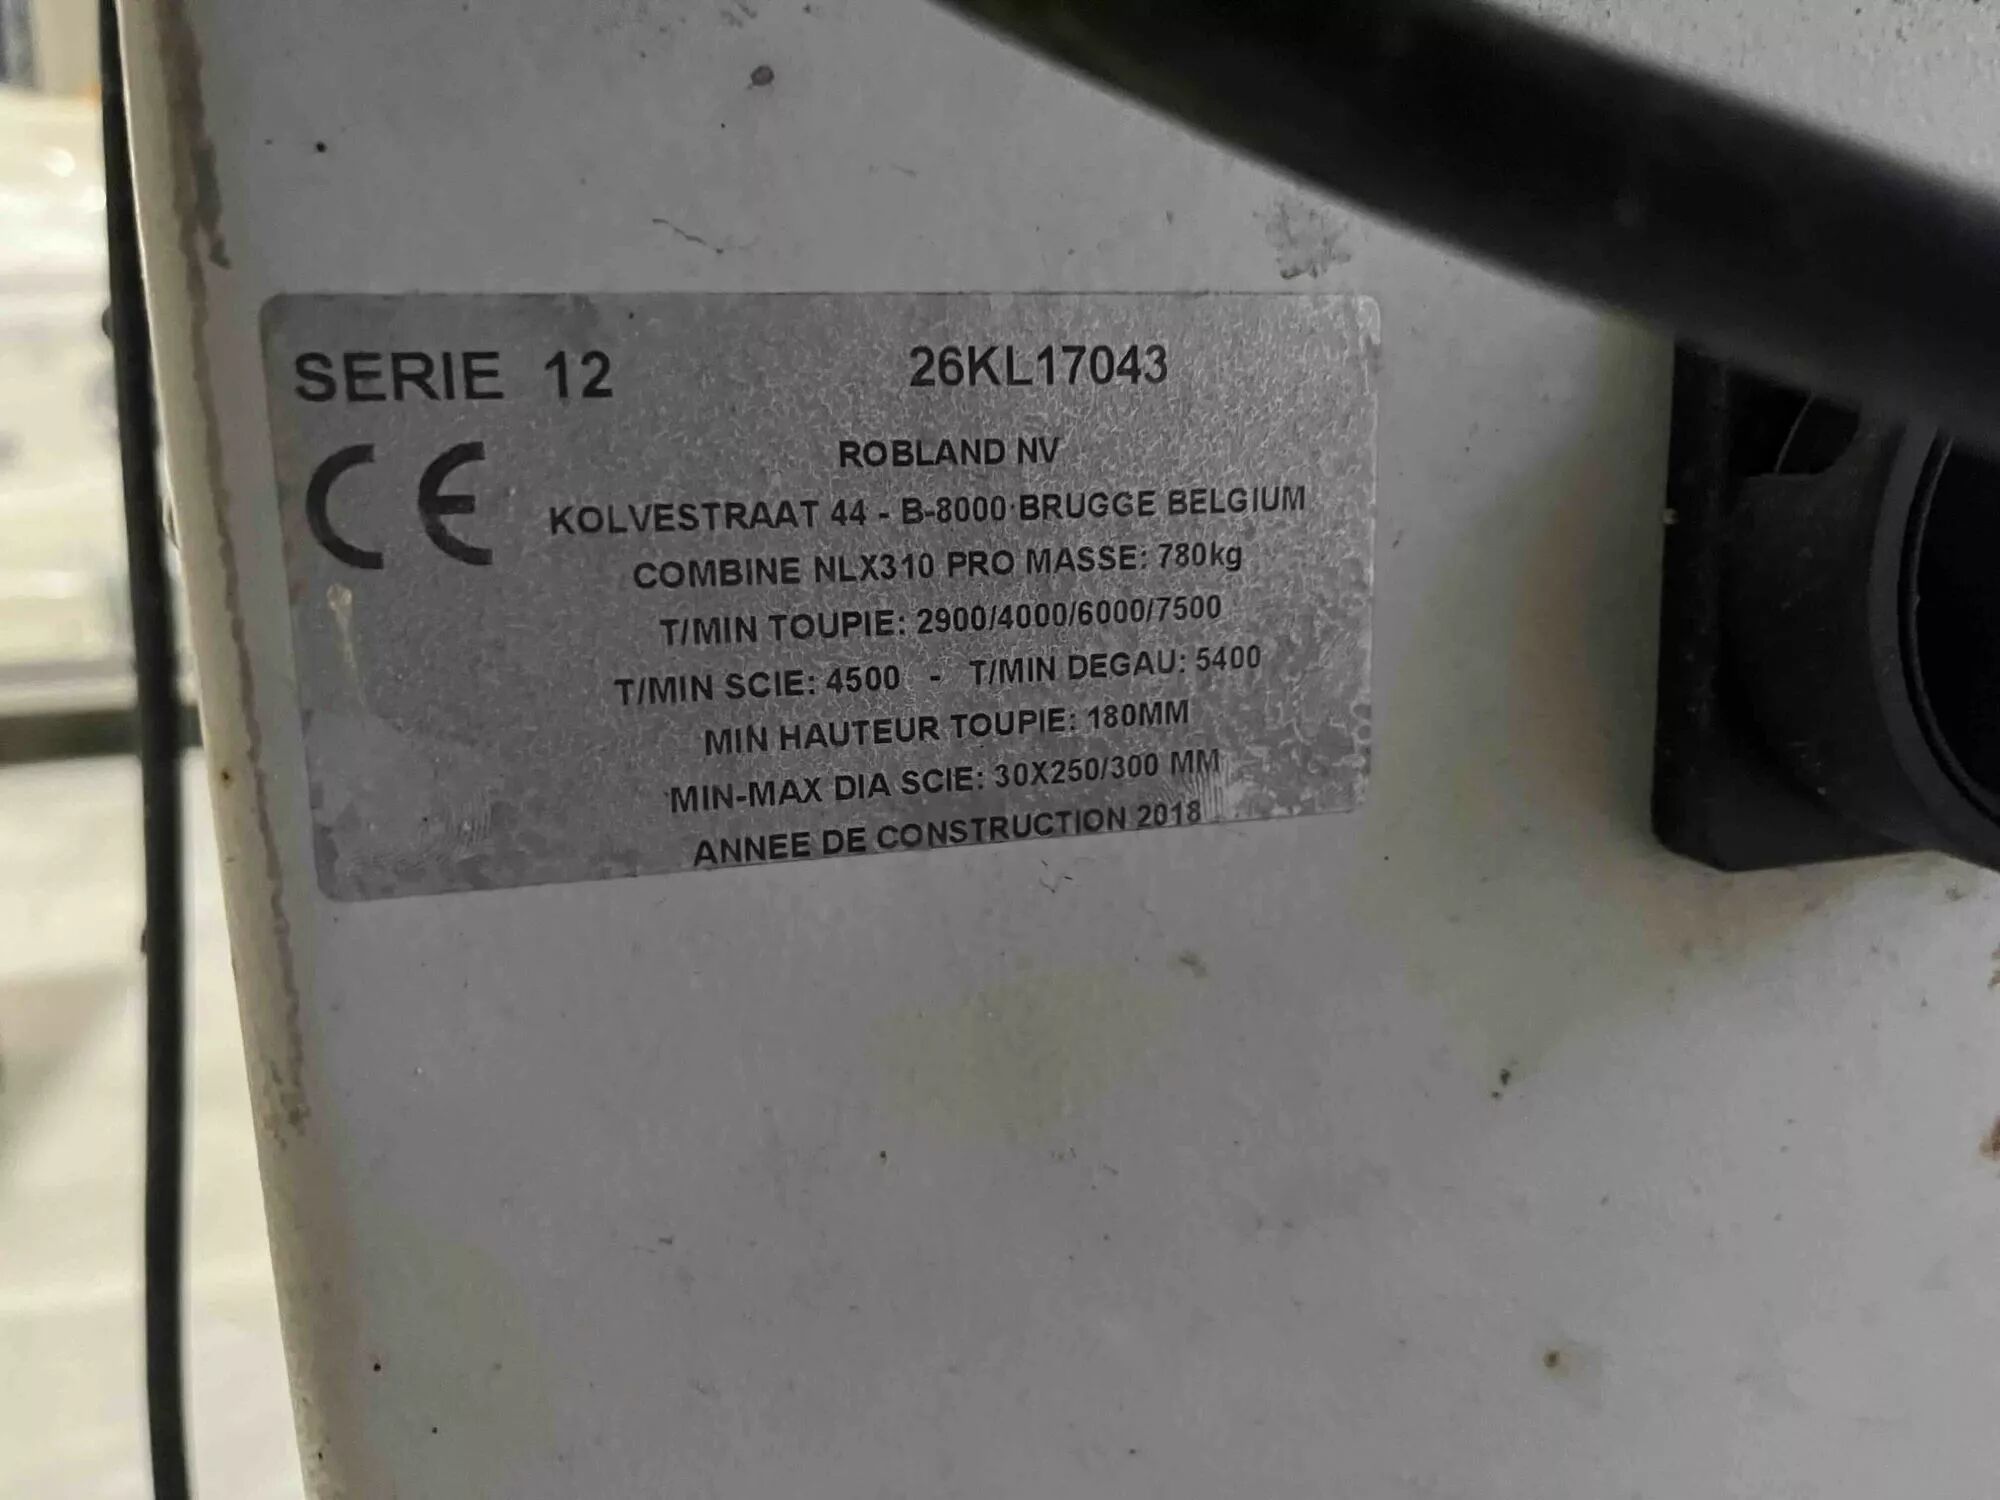 SERIE 12 26KL17043
CE
ROBLAND NV
KOLVESTRAAT 44 - B-8000 BRUGGE BELGIUM
COMBINE NLX310 PRO MASSE: 780kg
T/MIN TOUPIE: 2900/4000/6000/7500
T/MIN SCIE: 4500 - T/MIN DEGAU: 5400
MIN HAUTEUR TOUPIE: 180MM
MIN-MAX DIA SCIE: 30X250/300 MM
ANNEE DE CONSTRUCTION 2018